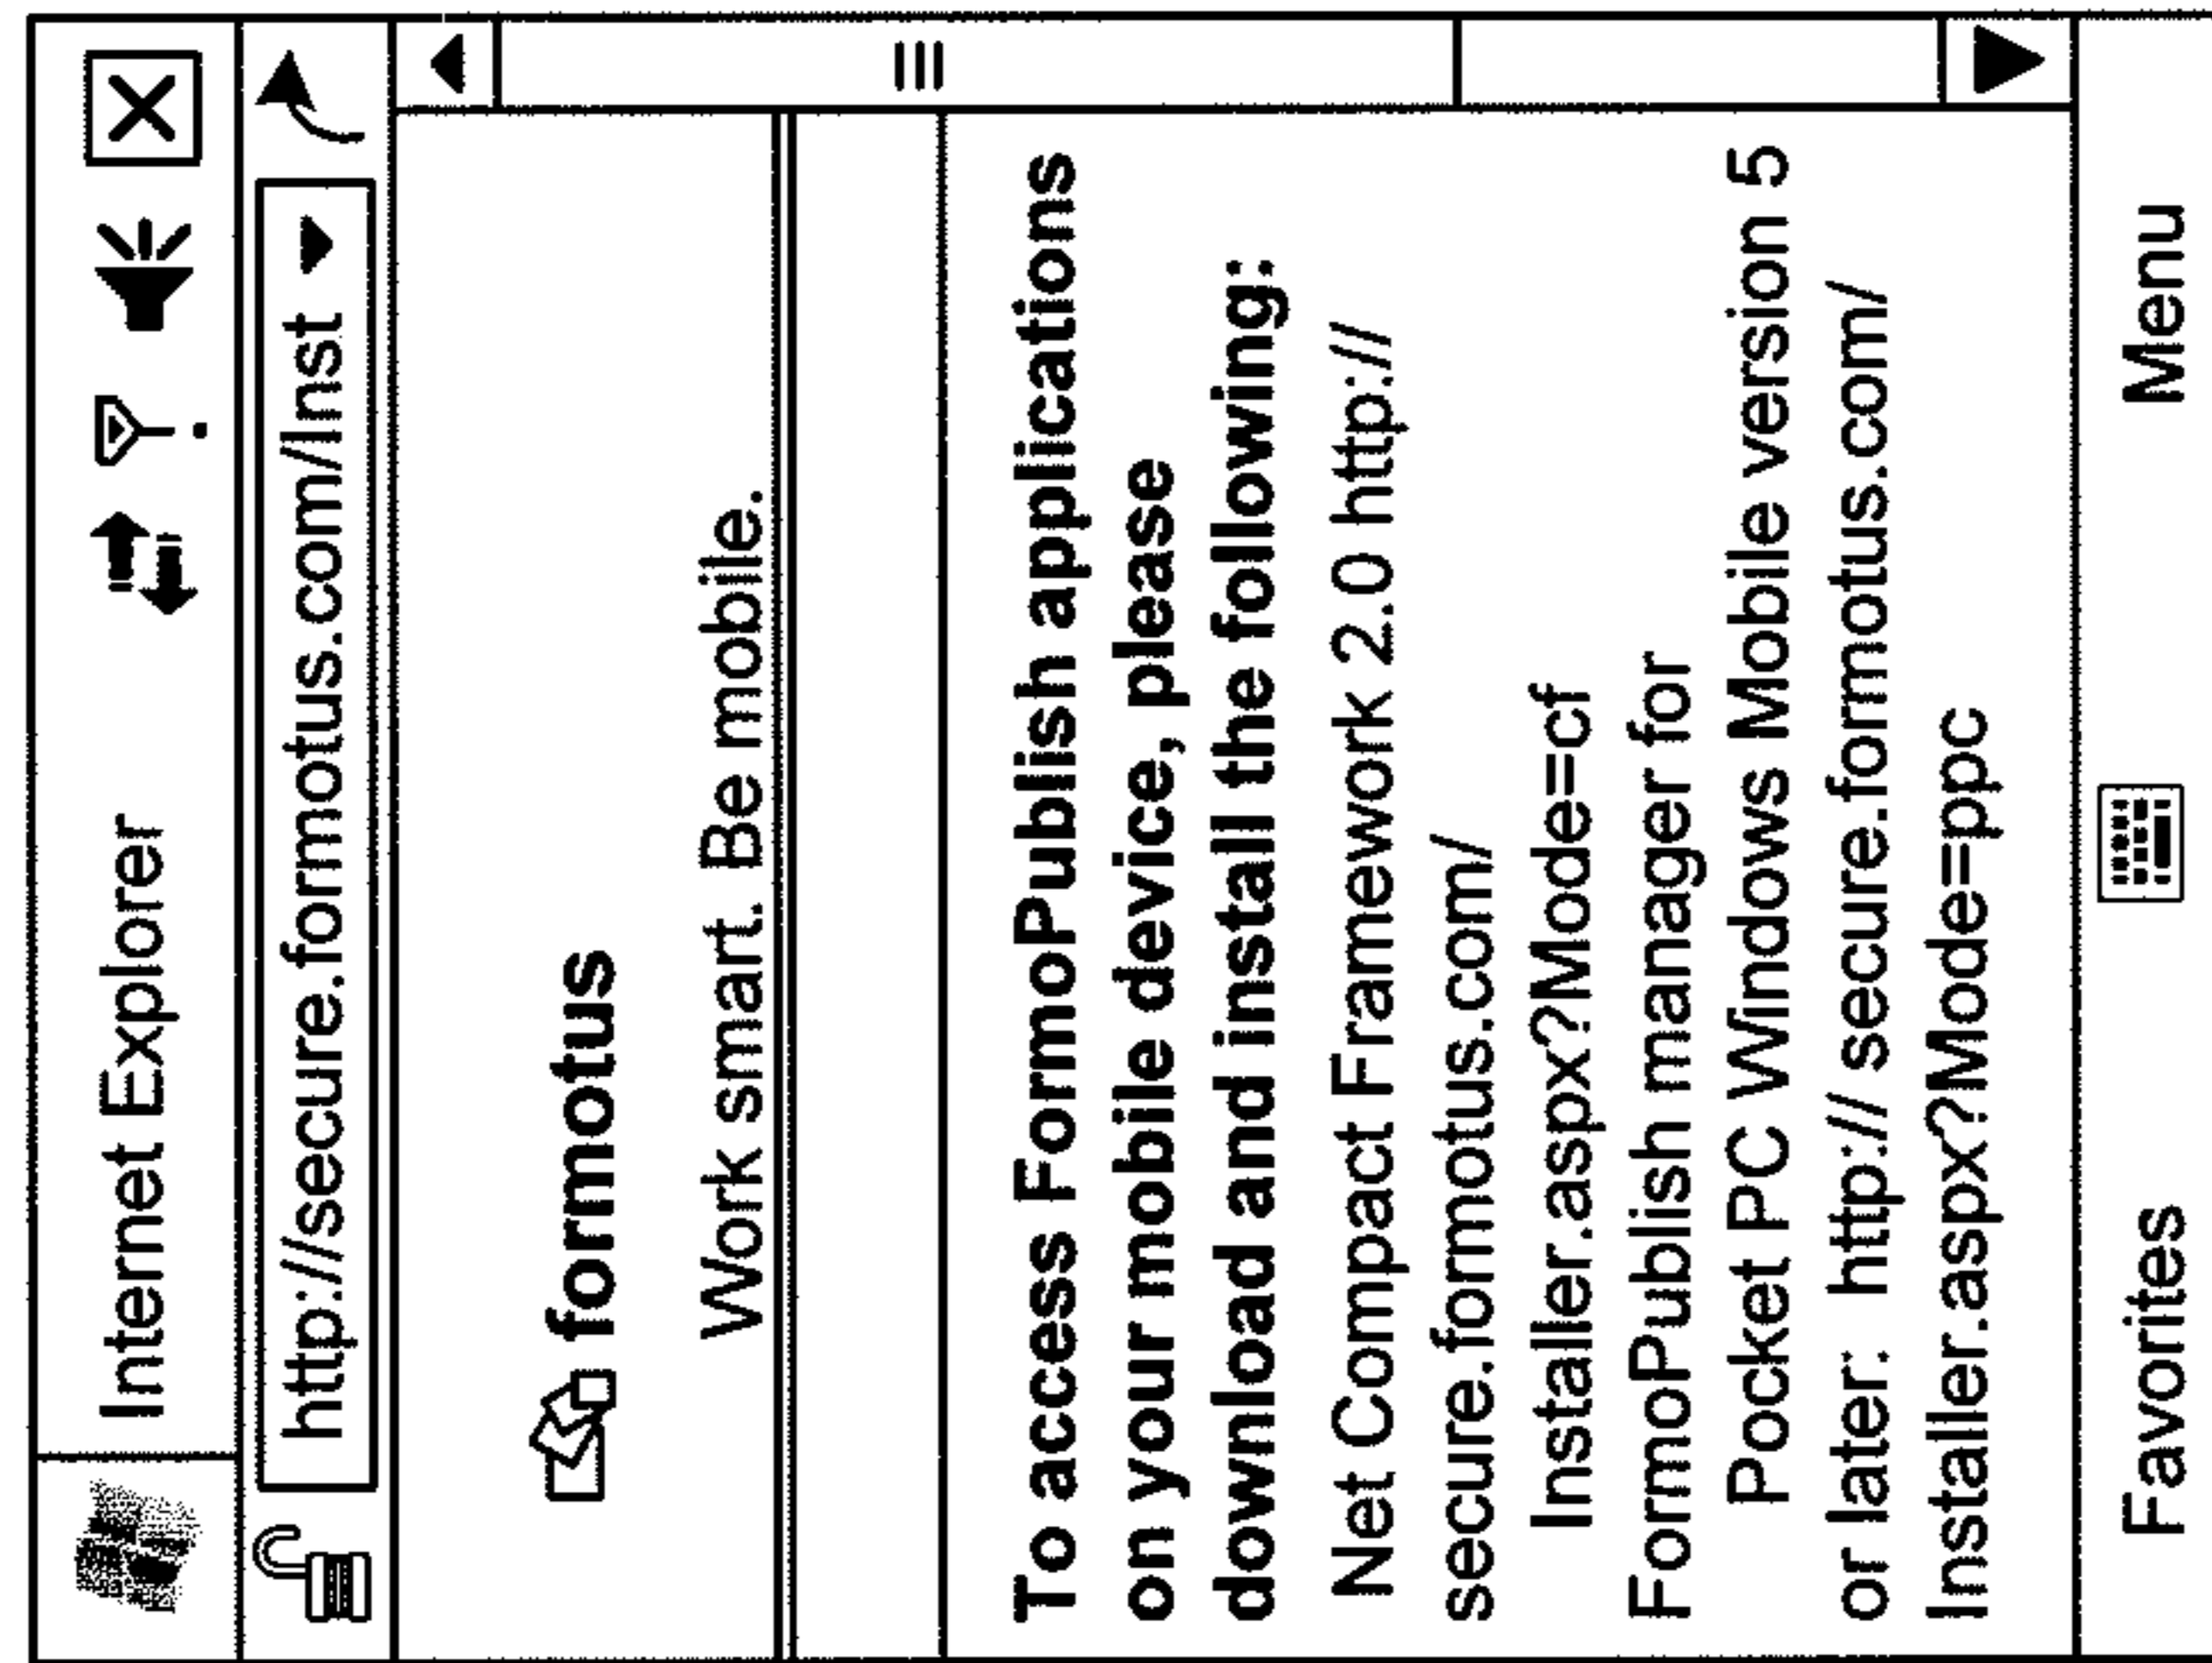 Internet Explorer
http://secure.formotus.com/Inst
formotus
Work smart. Be mobile.
To access FormoPublish applications
on your mobile device, please
download and install the following:
Net Compact Framework 2.0 http://
secure.formotus.com/
Installer.aspx?Mode=cf
FormoPublish manager for
Pocket PC Windows Mobile version 5
or later: http:// secure.formotus.com/
Installer.aspx?Mode=ppc
Favorites Menu